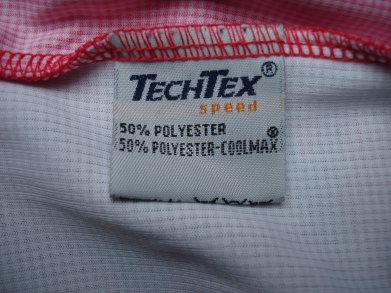 TECHTEX®
speed
50% POLYESTER
50% POLYESTER-COOLMAX®